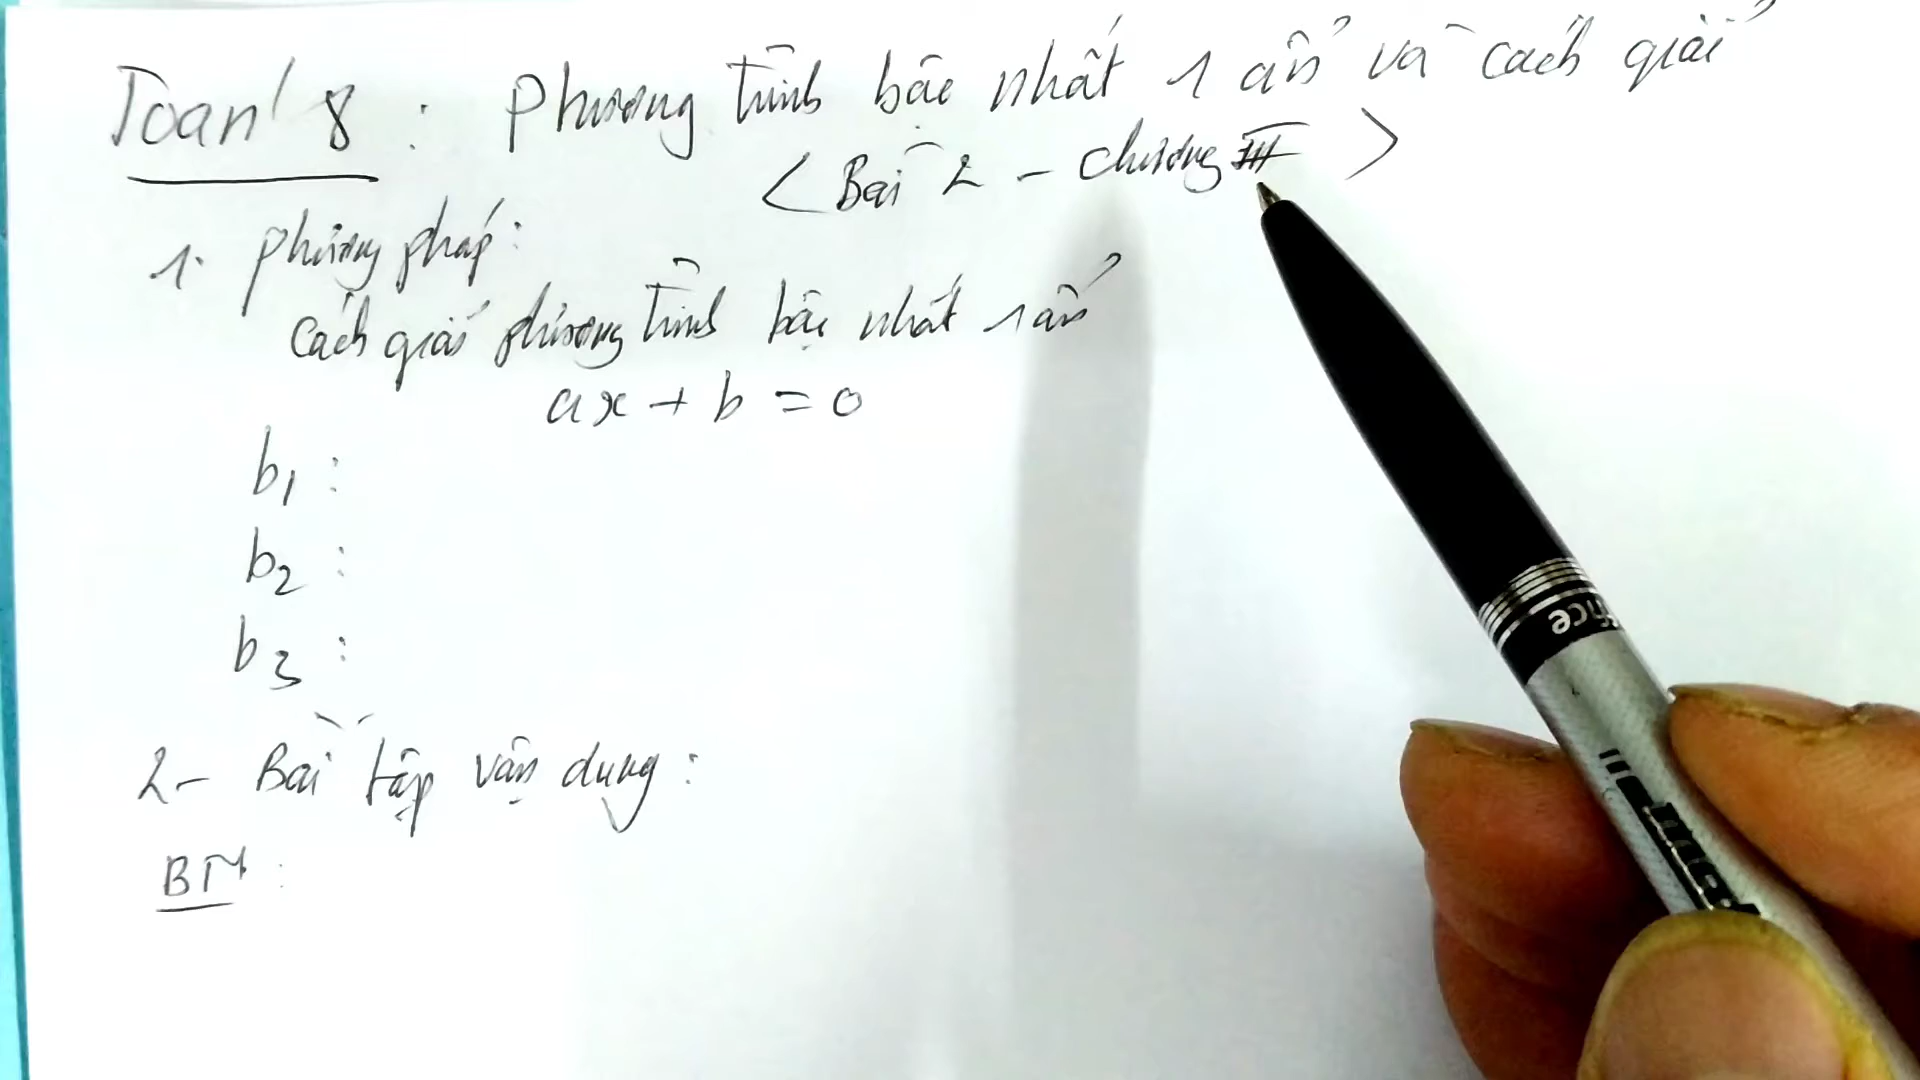 Toán 8 : Phương trình bậc nhất 1 ẩn và cách giải
< Bài 2 - Chương III >
1. Phương pháp:
Cách giải phương trình bậc nhất 1 ẩn
ax + b = 0
b1 :
b2 :
b3 :
2- Bài tập vận dụng :
BT1 :
ffice